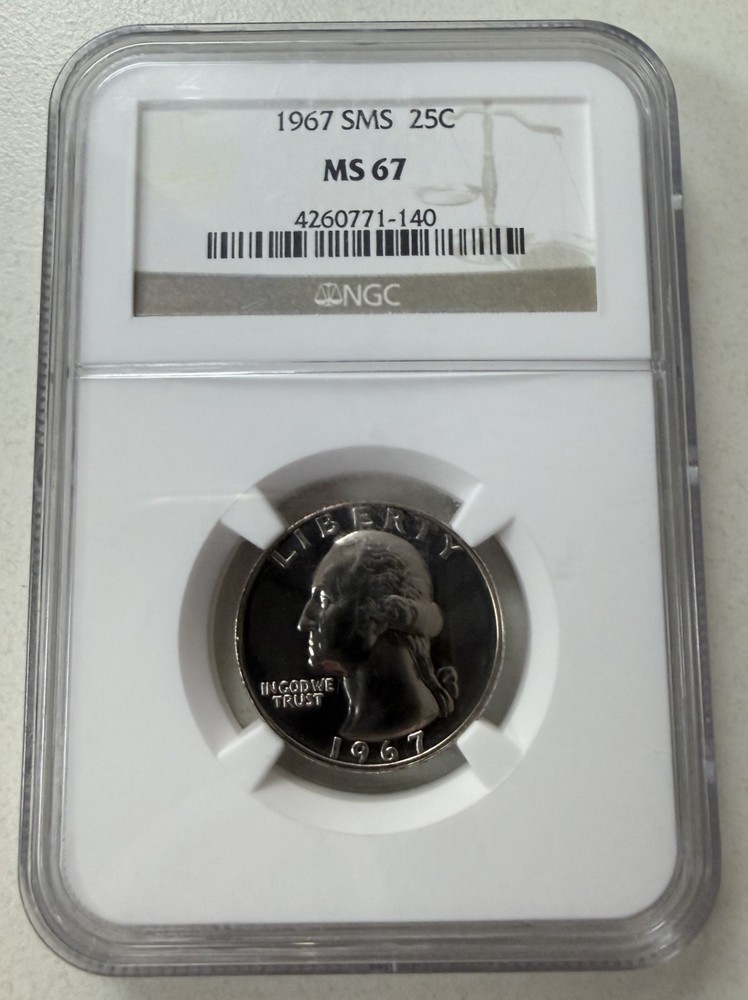 1967 SMS 25C
MS 67
4260771-140
NGC
LIBERTY
IN GOD WE
TRUST
1967